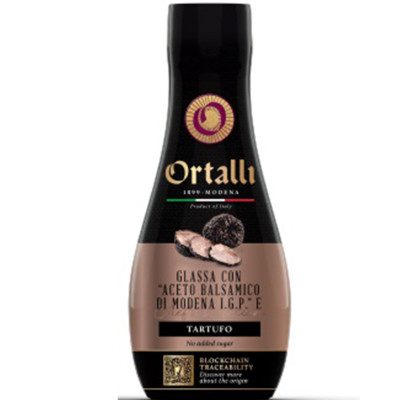 Ortalli
1899-MODENA
Product of Italy
GLASSA CON
"ACETO BALSAMICO
DI MODENA I.G.P." E
TARTUFO
No added sugar
BLOCKCHAIN
TRACEABILITY
Discover more
about the origin